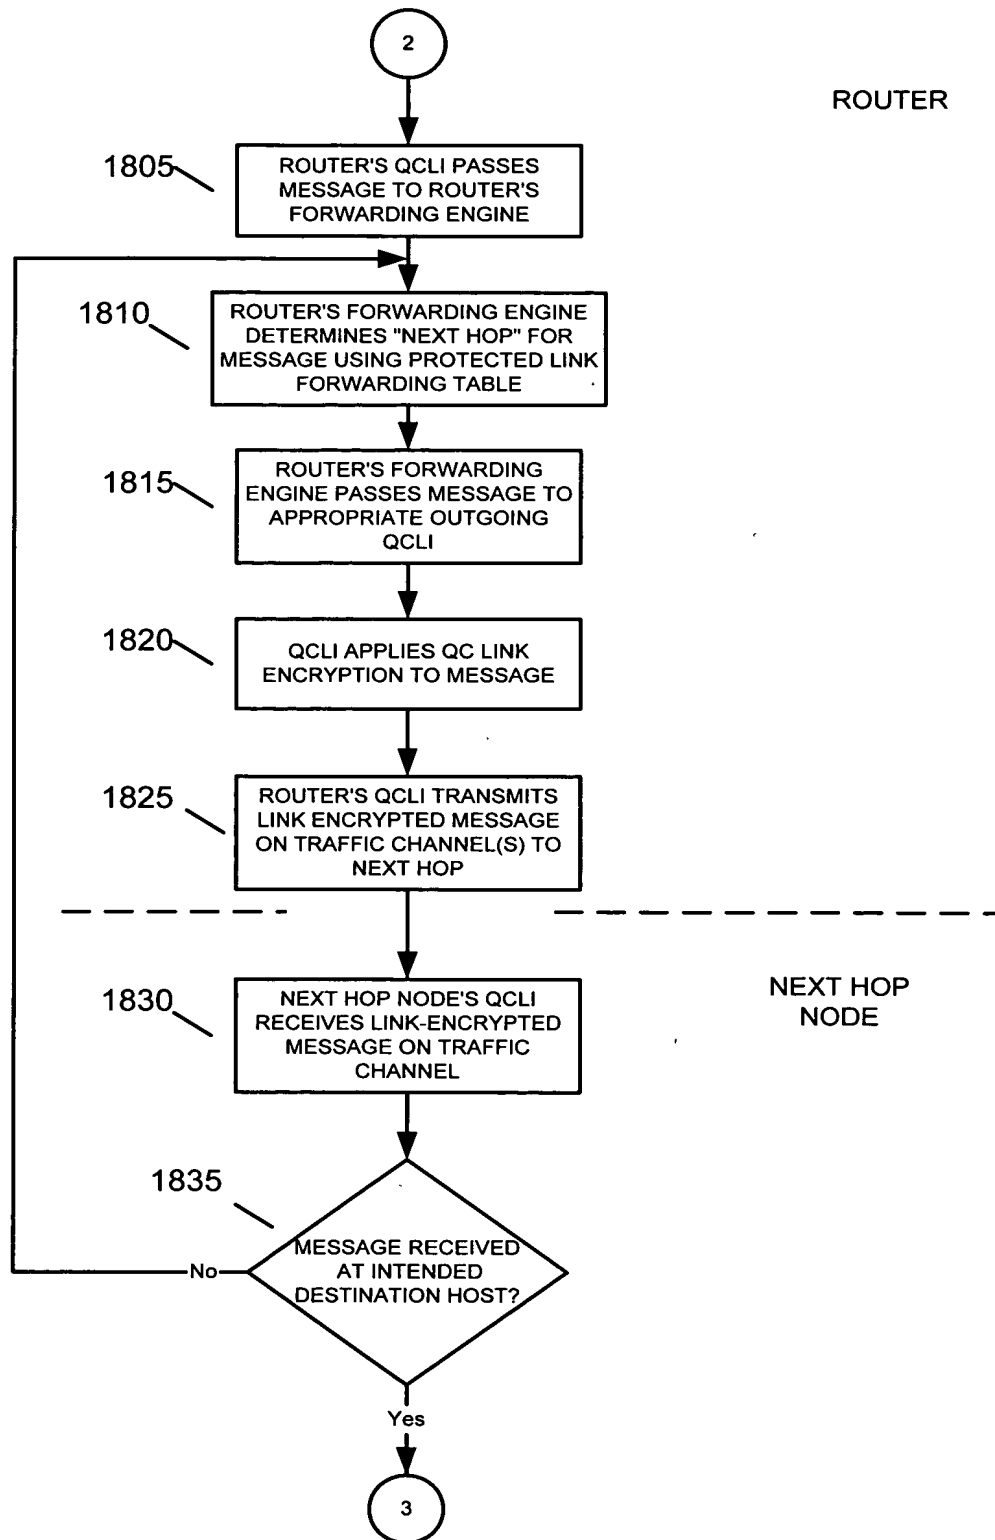 2
ROUTER
1805
ROUTER'S QCLI PASSES
MESSAGE TO ROUTER'S
FORWARDING ENGINE
1810
ROUTER'S FORWARDING ENGINE
DETERMINES "NEXT HOP" FOR
MESSAGE USING PROTECTED LINK
FORWARDING TABLE
1815
ROUTER'S FORWARDING
ENGINE PASSES MESSAGE TO
APPROPRIATE OUTGOING
QCLI
1820
QCLI APPLIES QC LINK
ENCRYPTION TO MESSAGE
1825
ROUTER'S QCLI TRANSMITS
LINK ENCRYPTED MESSAGE
ON TRAFFIC CHANNEL(S) TO
NEXT HOP
NEXT HOP
NODE
1830
NEXT HOP NODE'S QCLI
RECEIVES LINK-ENCRYPTED
MESSAGE ON TRAFFIC
CHANNEL
1835
MESSAGE RECEIVED
AT INTENDED
DESTINATION HOST?
No
Yes
3